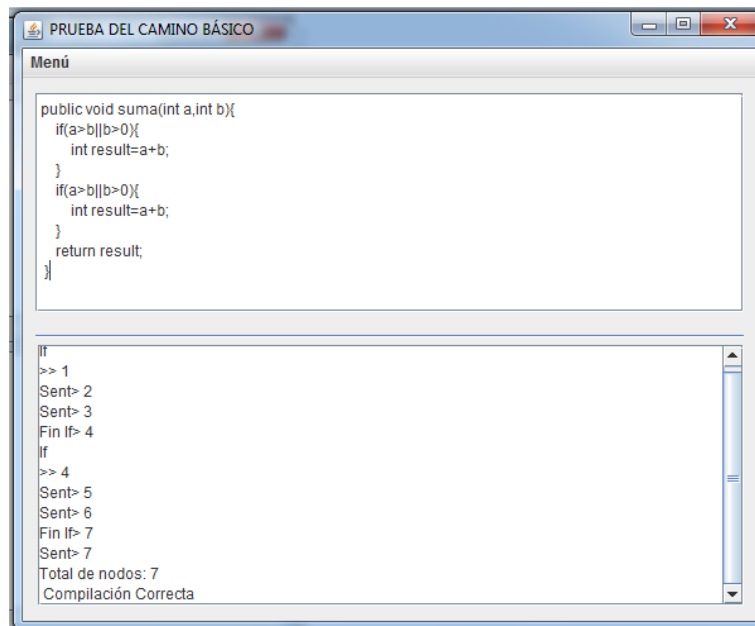 PRUEBA DEL CAMINO BÁSICO
Menú
public void suma(int a,int b){
if(a>b||b>0){
int result=a+b;
}
if(a>b||b>0){
int result=a+b;
}
return result;
}
If
>> 1
Sent> 2
Sent> 3
Fin If> 4
If
>> 4
Sent> 5
Sent> 6
Fin If> 7
Sent> 7
Total de nodos: 7
Compilación Correcta